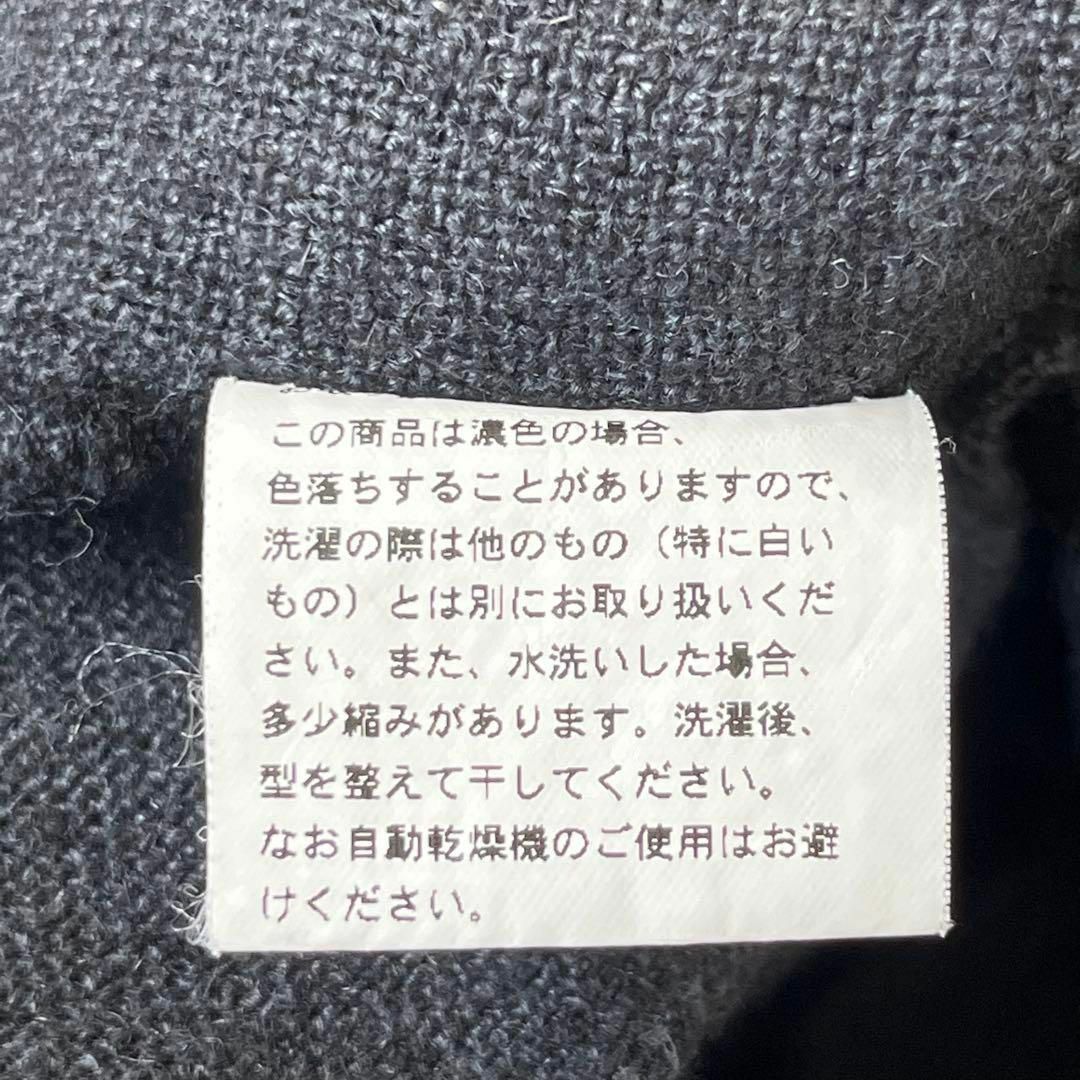 この商品は濃色の場合、
色落ちすることがありますので、
洗濯の際は他のもの（特に白い
もの）とは別にお取り扱いくだ
さい。また、水洗いした場合、
多少縮みがあります。洗濯後、
型を整えて干してください。
なお自動乾燥機のご使用はお避
けください。